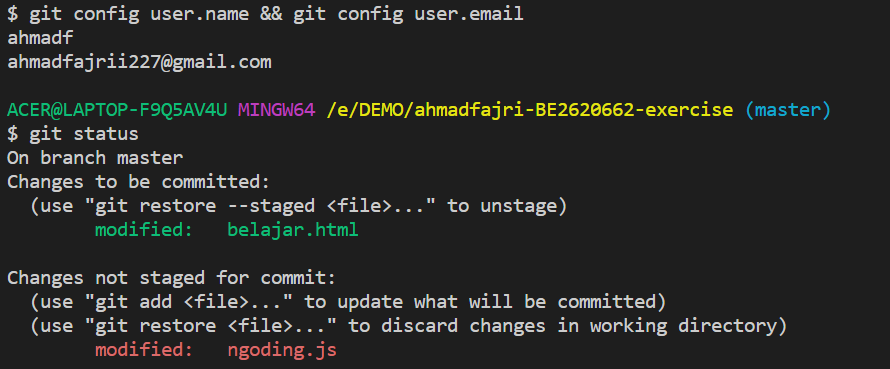 $ git config user.name && git config user.email
ahmadf
ahmadfajrii227@gmail.com
ACER@LAPTOP-F9Q5AV4U MINGW64 /e/DEMO/ahmadfajri-BE2620662-exercise (master)
$ git status
On branch master
Changes to be committed:
  (use "git restore --staged <file>..." to unstage)
        modified:   belajar.html
Changes not staged for commit:
  (use "git add <file>..." to update what will be committed)
  (use "git restore <file>..." to discard changes in working directory)
        modified:   ngoding.js